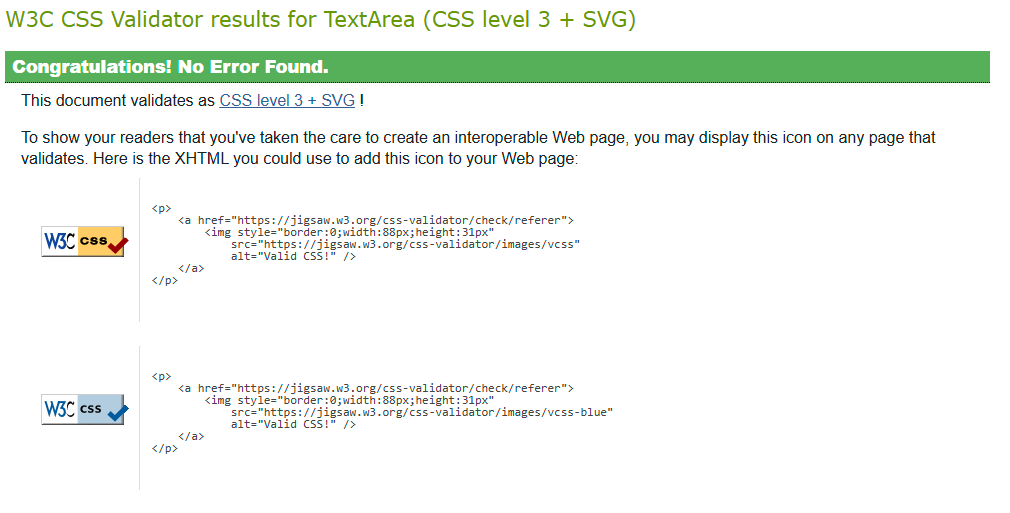 W3C CSS Validator results for TextArea (CSS level 3 + SVG)
Congratulations! No Error Found.
This document validates as CSS level 3 + SVG !
To show your readers that you've taken the care to create an interoperable Web page, you may display this icon on any page that
validates. Here is the XHTML you could use to add this icon to your Web page:
W3C css
<p>
    <a href="https://jigsaw.w3.org/css-validator/check/referer">
        <img style="border:0;width:88px;height:31px"
            src="https://jigsaw.w3.org/css-validator/images/vcss"
            alt="Valid CSS!" />
    </a>
</p>
W3C css
<p>
    <a href="https://jigsaw.w3.org/css-validator/check/referer">
        <img style="border:0;width:88px;height:31px"
            src="https://jigsaw.w3.org/css-validator/images/vcss-blue"
            alt="Valid CSS!" />
    </a>
</p>